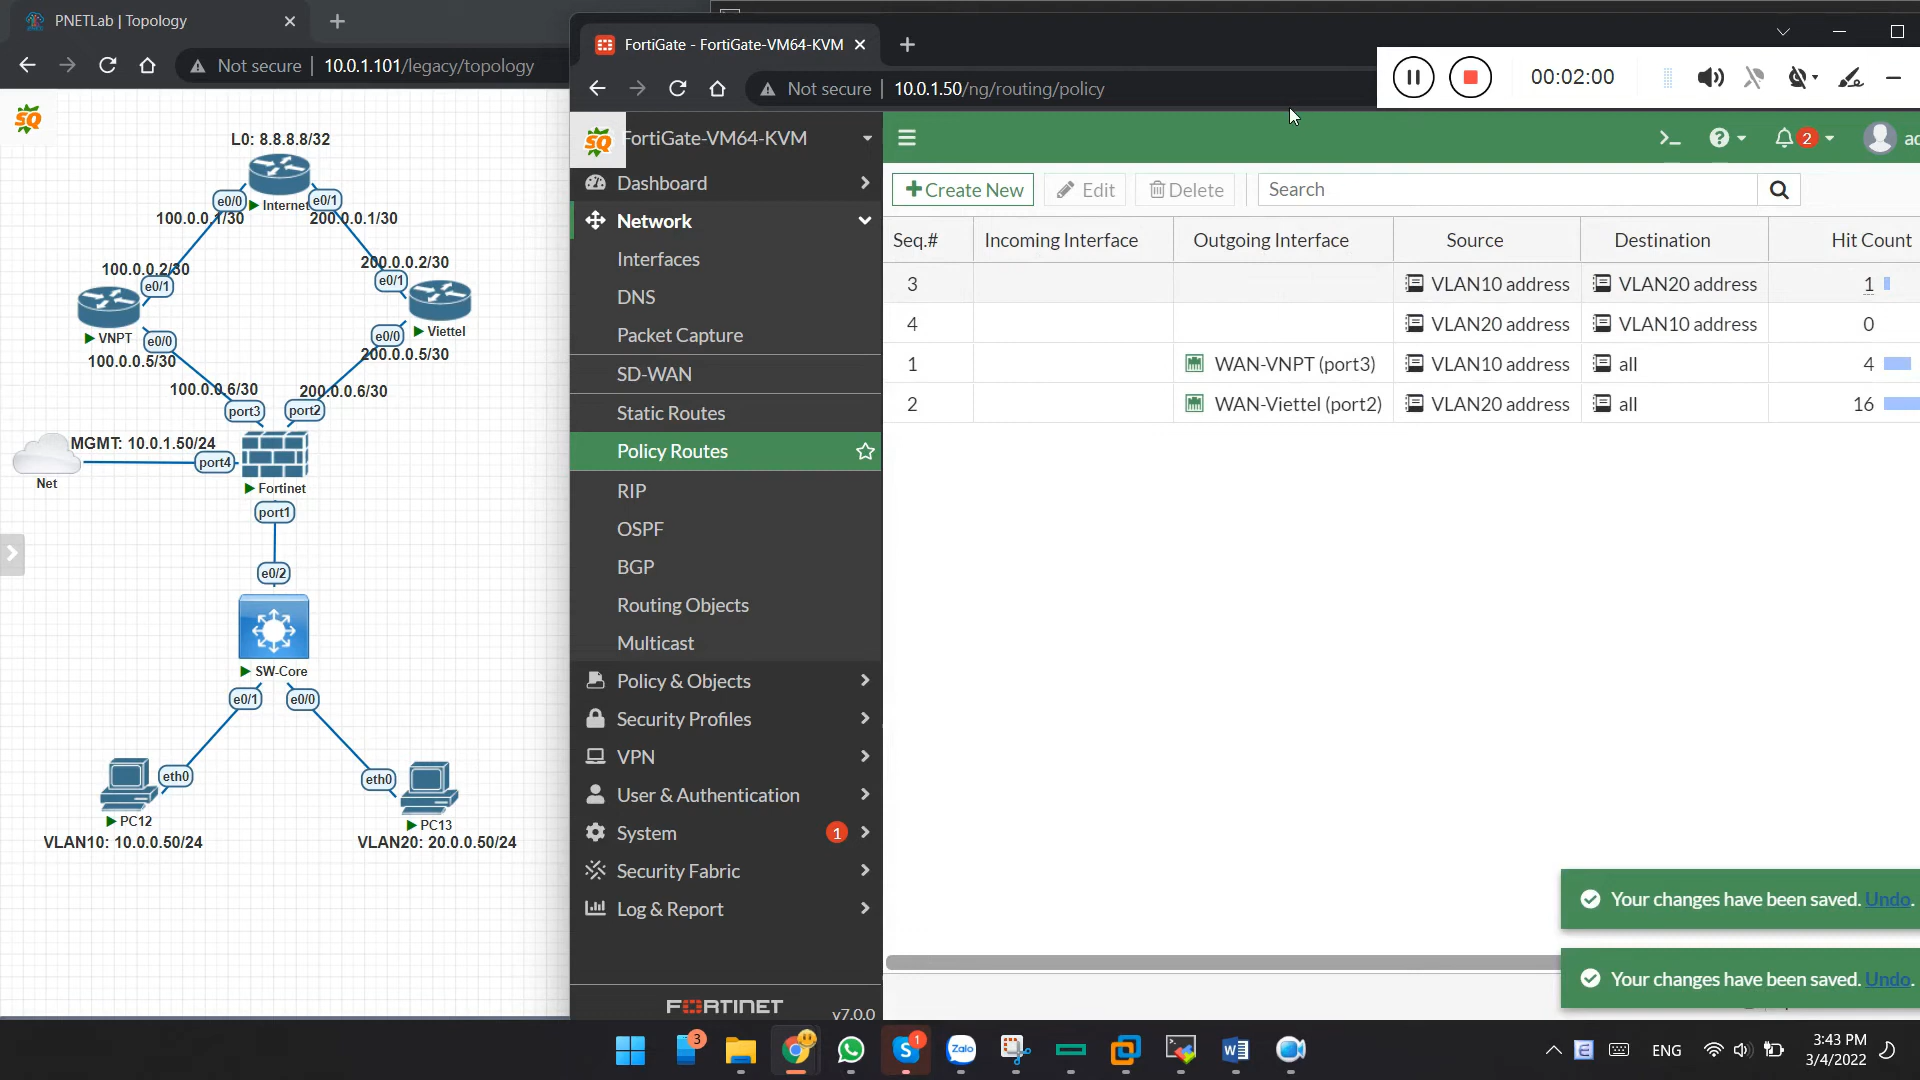 PNETLab | Topology
Not secure
10.0.1.101/legacy/topology
L0: 8.8.8.8/32
e0/0
Internet
e0/1
100.0.0.1/30
200.0.0.1/30
100.0.0.2/30
200.0.0.2/30
e0/1
e0/1
VNPT
e0/0
e0/0
Viettel
100.0.0.5/30
200.0.0.5/30
100.0.0.6/30
200.0.0.6/30
port3
port2
MGMT: 10.0.1.50/24
port4
Net
Fortinet
port1
e0/2
SW-Core
e0/1
e0/0
eth0
eth0
PC12
PC13
VLAN10: 10.0.0.50/24
VLAN20: 20.0.0.50/24
FortiGate - FortiGate-VM64-KVM
Not secure
10.0.1.50/ng/routing/policy
00:02:00
SQ
SQ
FortiGate-VM64-KVM
Dashboard
Network
Interfaces
DNS
Packet Capture
SD-WAN
Static Routes
Policy Routes
RIP
OSPF
BGP
Routing Objects
Multicast
Policy & Objects
Security Profiles
VPN
User & Authentication
System 1
Security Fabric
Log & Report
FORTINET
v7.0.0
2
ad
Create New
Edit
Delete
Search
Seq.# Incoming Interface Outgoing Interface Source Destination Hit Count
3 VLAN10 address VLAN20 address 1
4 VLAN20 address VLAN10 address 0
1 WAN-VNPT (port3) VLAN10 address all 4
2 WAN-Viettel (port2) VLAN20 address all 16
Your changes have been saved. Undo.
Your changes have been saved. Undo.
3
1
Zalo
ENG
3:43 PM
3/4/2022